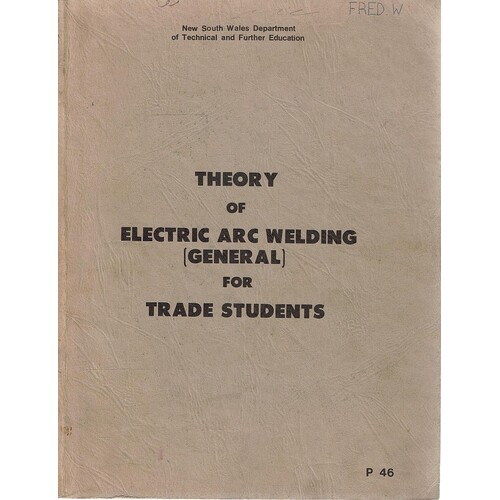 FRED.W
New South Wales Department
of Technical and Further Education
THEORY
OF
ELECTRIC ARC WELDING
(GENERAL)
FOR
TRADE STUDENTS
P 46